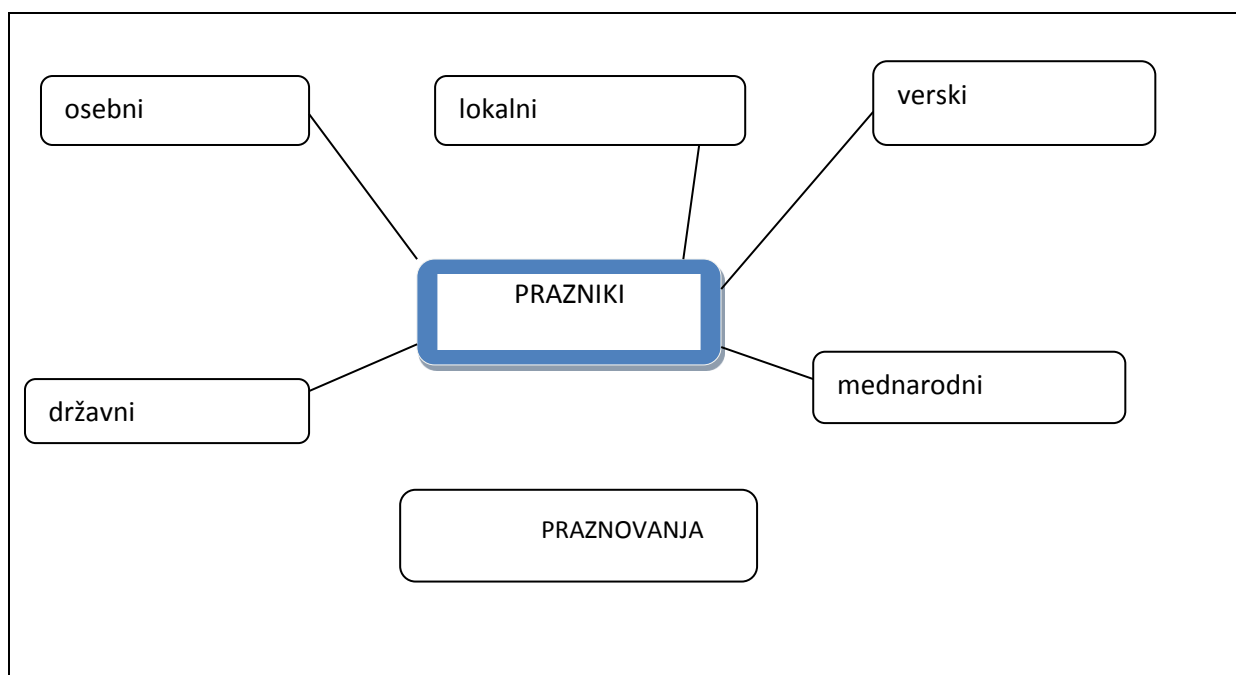 osebni
lokalni
verski
PRAZNIKI
državni
mednarodni
PRAZNOVANJA